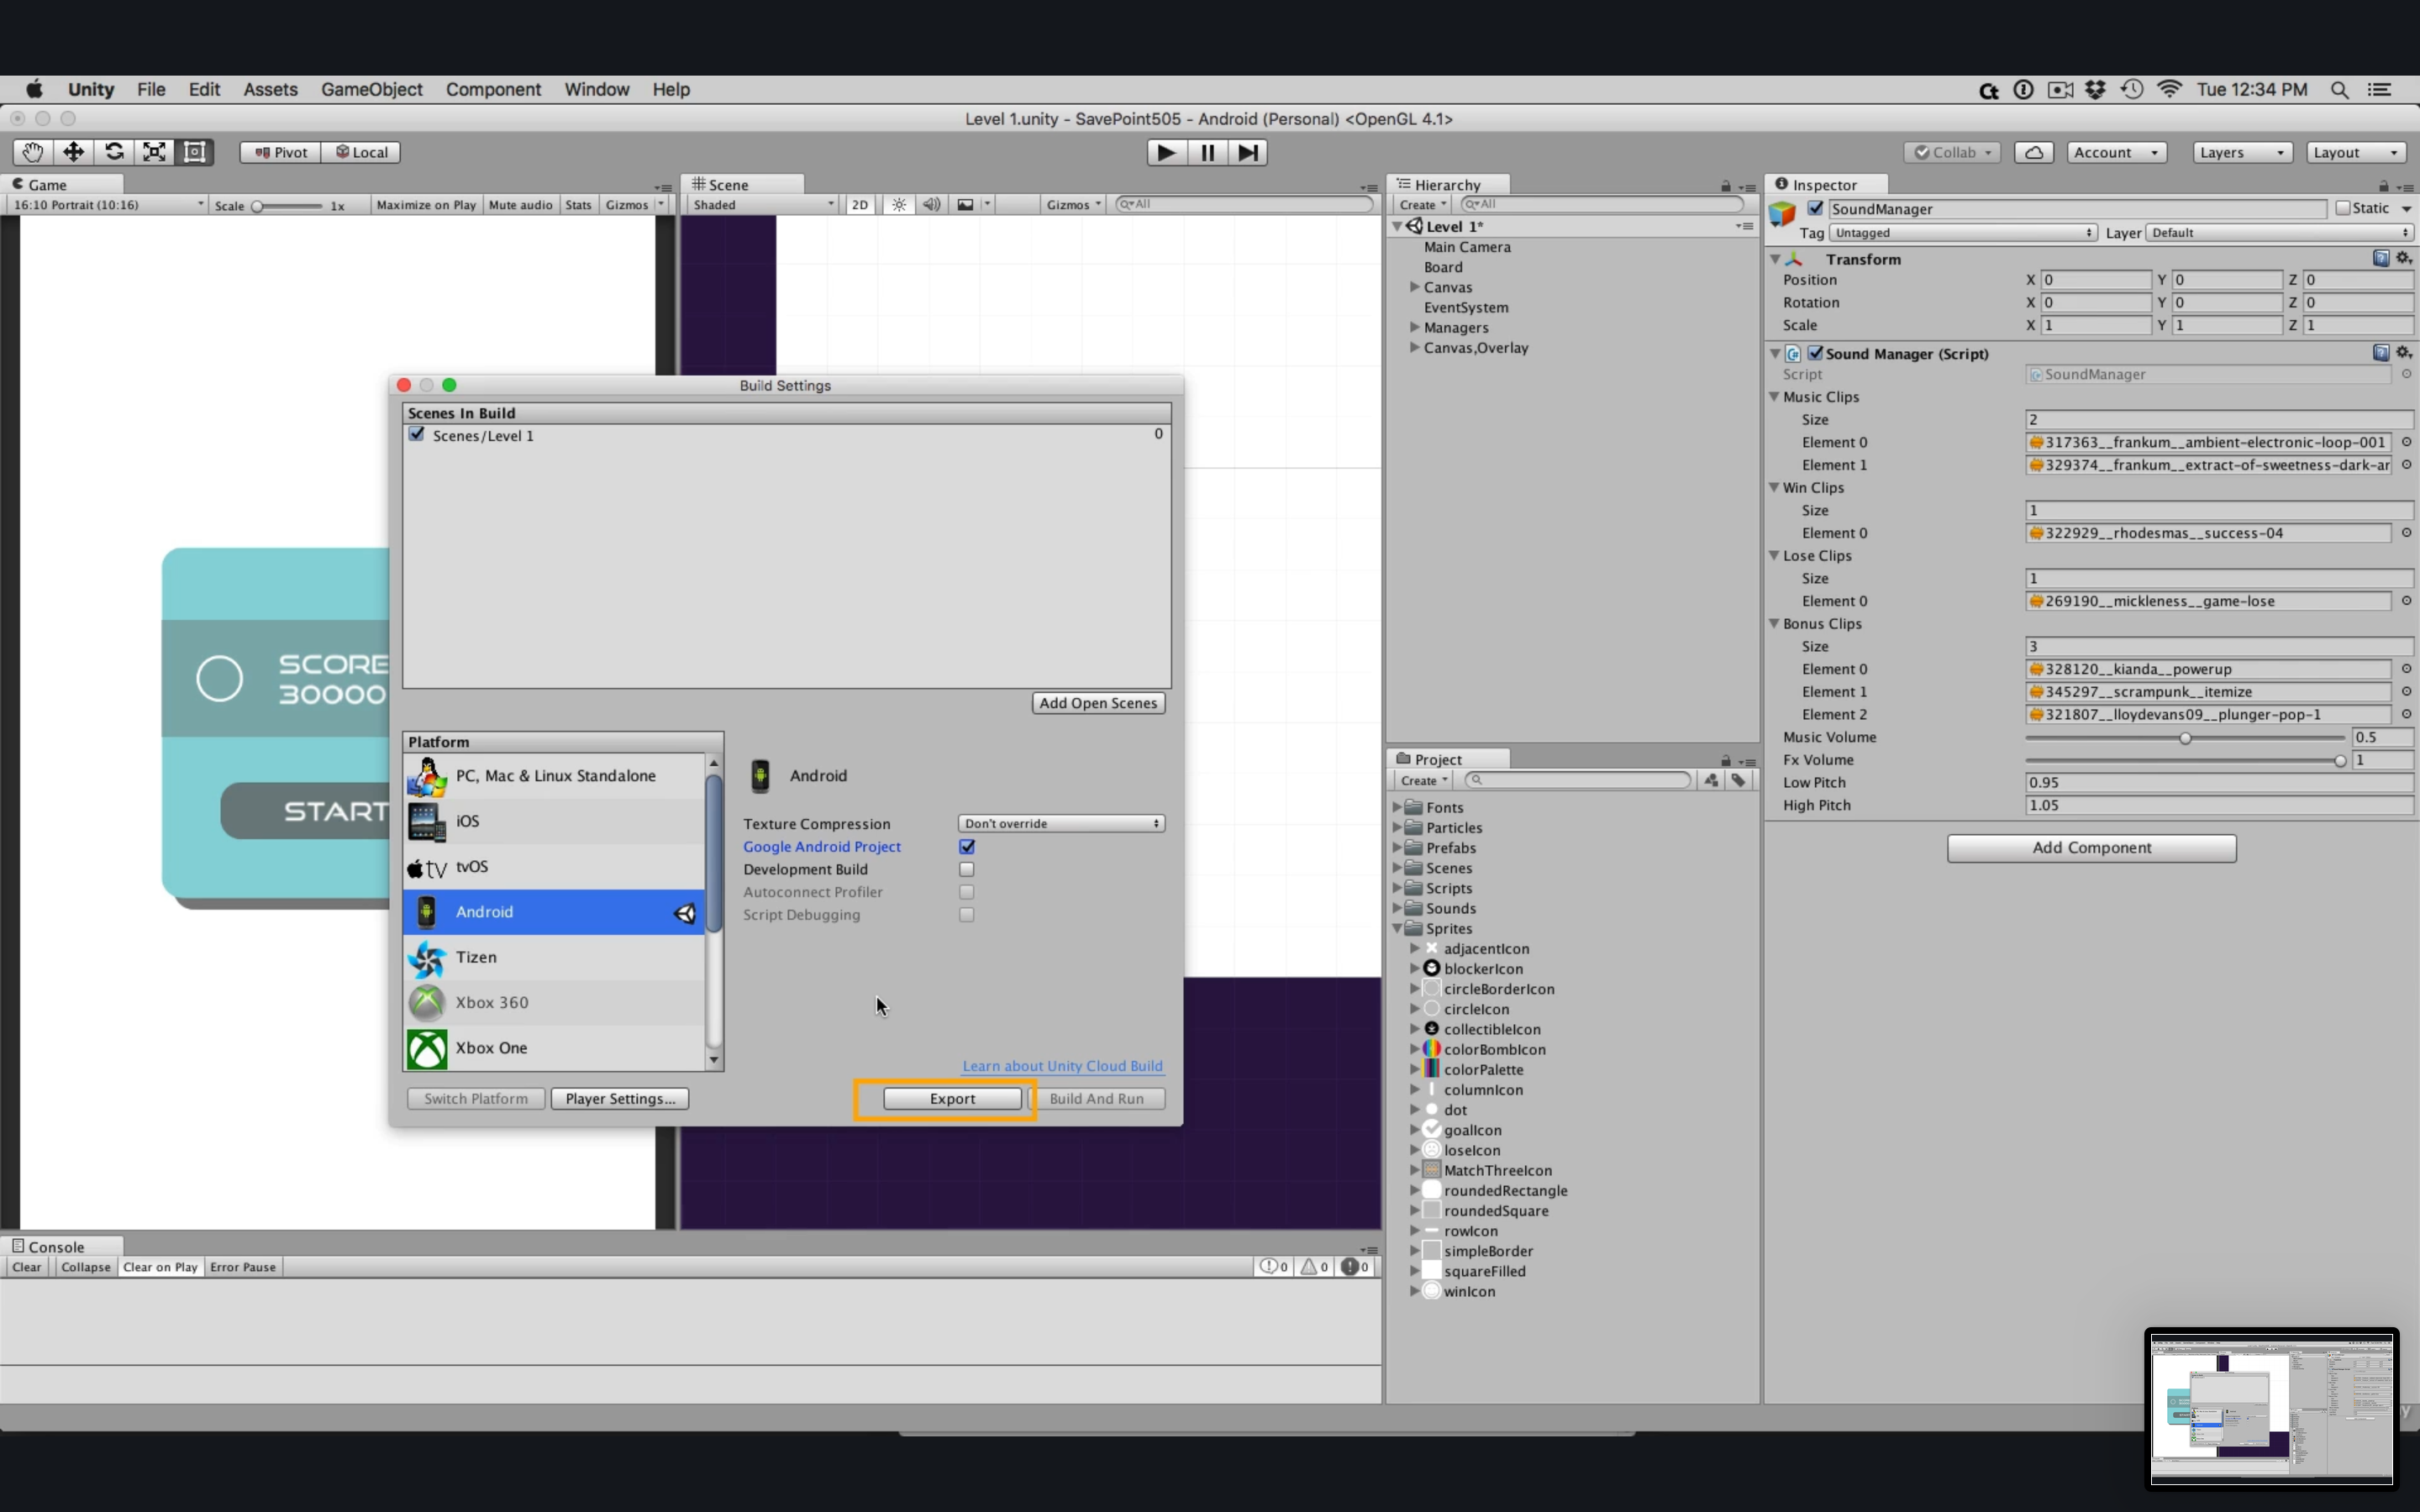 Unity File Edit Assets GameObject Component Window Help
Tue 12:34 PM
Level 1.unity - SavePoint505 - Android (Personal) <OpenGL 4.1>
Pivot Local
Collab Account Layers Layout
Game
16:10 Portrait (10:16) Scale 1x Maximize on Play Mute audio Stats Gizmos
SCORE
30000
START
Scene
Shaded 2D Gizmos All
Build Settings
Scenes In Build
Scenes/Level 1 0
Add Open Scenes
Platform
PC, Mac & Linux Standalone
iOS
tv tvOS
Android
Tizen
Xbox 360
Xbox One
Android
Texture Compression Don't override
Google Android Project
Development Build
Autoconnect Profiler
Script Debugging
Learn about Unity Cloud Build
Switch Platform Player Settings... Export Build And Run
Console
Clear Collapse Clear on Play Error Pause 0 0 0
Hierarchy
Create All
Level 1*
Main Camera
Board
Canvas
EventSystem
Managers
Canvas,Overlay
Project
Create
Fonts
Particles
Prefabs
Scenes
Scripts
Sounds
Sprites
adjacentIcon
blockerIcon
circleBorderIcon
circleIcon
collectibleIcon
colorBombIcon
colorPalette
columnIcon
dot
goalIcon
loseIcon
MatchThreeIcon
roundedRectangle
roundedSquare
rowIcon
simpleBorder
squareFilled
winIcon
Inspector
SoundManager Static
Tag Untagged Layer Default
Transform
Position X 0 Y 0 Z 0
Rotation X 0 Y 0 Z 0
Scale X 1 Y 1 Z 1
Sound Manager (Script)
Script SoundManager
Music Clips
Size 2
Element 0 317363__frankum__ambient-electronic-loop-001
Element 1 329374__frankum__extract-of-sweetness-dark-ar
Win Clips
Size 1
Element 0 322929__rhodesmas__success-04
Lose Clips
Size 1
Element 0 269190__mickleness__game-lose
Bonus Clips
Size 3
Element 0 328120__kianda__powerup
Element 1 345297__scrampunk__itemize
Element 2 321807__lloydevans09__plunger-pop-1
Music Volume 0.5
Fx Volume 1
Low Pitch 0.95
High Pitch 1.05
Add Component